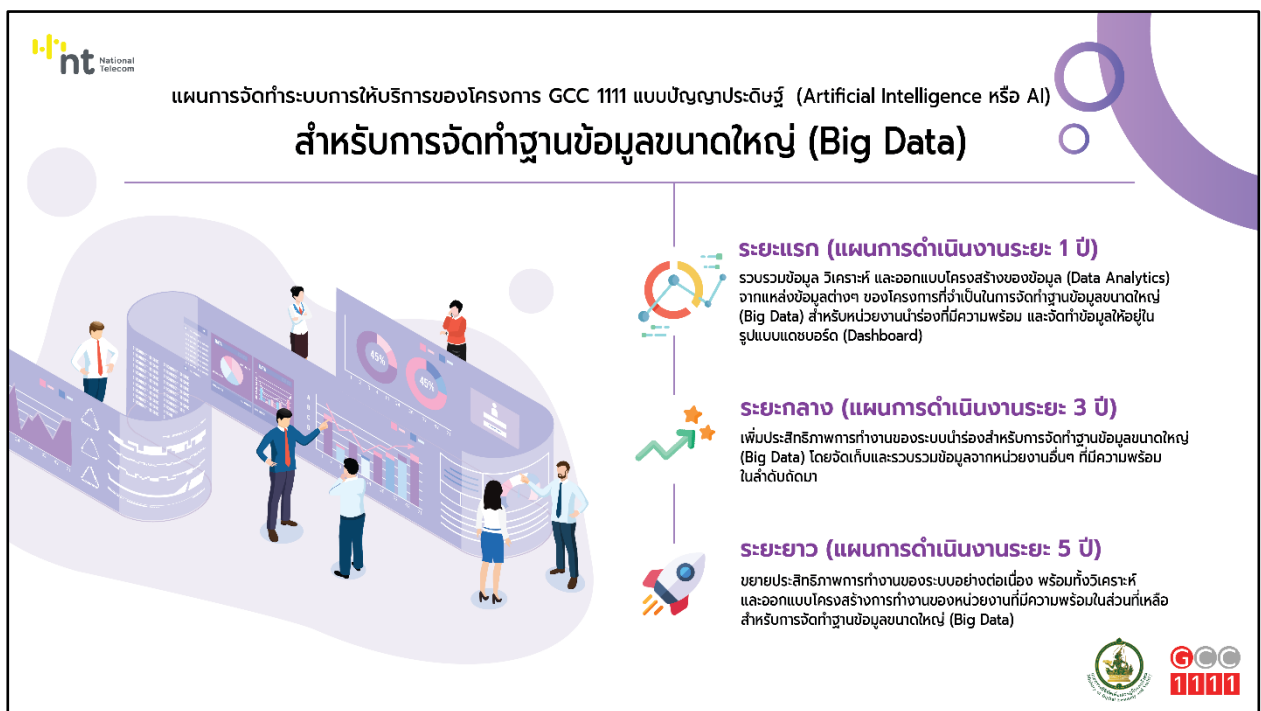 nt National
Telecom
แผนการจัดทำระบบการให้บริการของโครงการ GCC 1111 แบบปัญญาประดิษฐ์ (Artificial Intelligence หรือ AI)
สำหรับการจัดทำฐานข้อมูลขนาดใหญ่ (Big Data)
ระยะแรก (แผนการดำเนินงานระยะ 1 ปี)
รวบรวมข้อมูล วิเคราะห์ และออกแบบโครงสร้างของข้อมูล (Data Analytics)
จากแหล่งข้อมูลต่างๆ ของโครงการที่จำเป็นในการจัดทำฐานข้อมูลขนาดใหญ่
(Big Data) สำหรับหน่วยงานนำร่องที่มีความพร้อม และจัดทำข้อมูลให้อยู่ใน
รูปแบบแดชบอร์ด (Dashboard)
45%
45%
ระยะกลาง (แผนการดำเนินงานระยะ 3 ปี)
เพิ่มประสิทธิภาพการทำงานของระบบนำร่องสำหรับการจัดทำฐานข้อมูลขนาดใหญ่
(Big Data) โดยจัดเก็บและรวบรวมข้อมูลจากหน่วยงานอื่นๆ ที่มีความพร้อม
ในลำดับถัดมา
ระยะยาว (แผนการดำเนินงานระยะ 5 ปี)
ขยายประสิทธิภาพการทำงานของระบบอย่างต่อเนื่อง พร้อมทั้งวิเคราะห์
และออกแบบโครงสร้างการทำงานของหน่วยงานที่มีความพร้อมในส่วนที่เหลือ
สำหรับการจัดทำฐานข้อมูลขนาดใหญ่ (Big Data)
GCC
1111